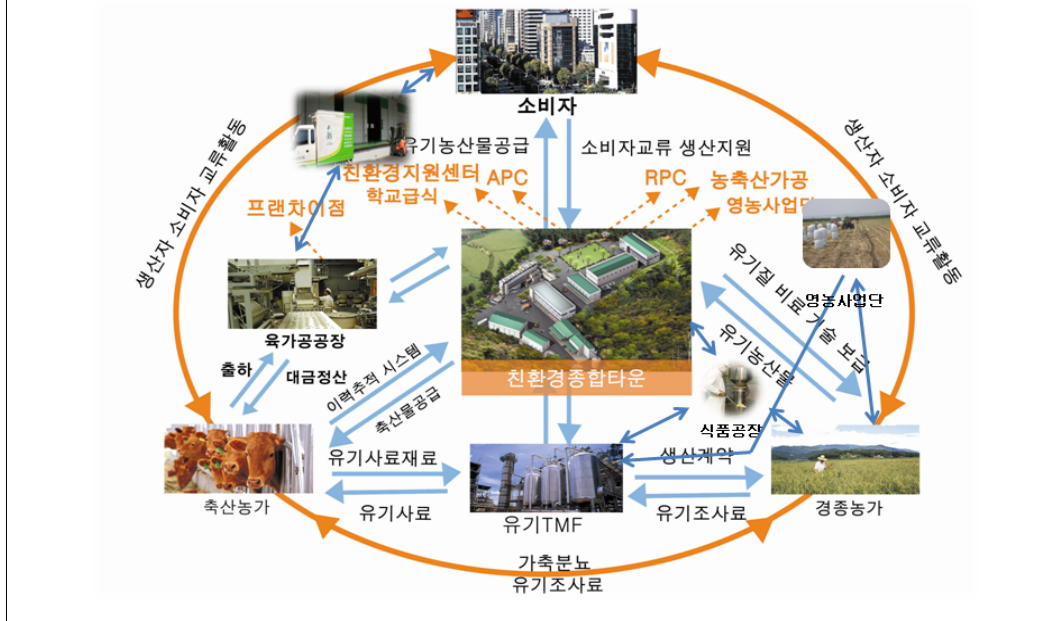 소비자
생산자 소비자 교류활동
생산자 소비자 교류활동
유기농산물공급
소비자교류 생산지원
친환경지원센터
APC
RPC
농축산가공
학교급식
영농사업단
프랜차이점
유기질 비료 기술 보급
영농사업단
육가공공장
출하
대금정산
이력추적 시스템
축산물공급
친환경종합타운
유기농산물
식품공장
유기사료재료
생산계약
축산농가
유기사료
유기TMF
유기조사료
경종농가
가축분뇨
유기조사료